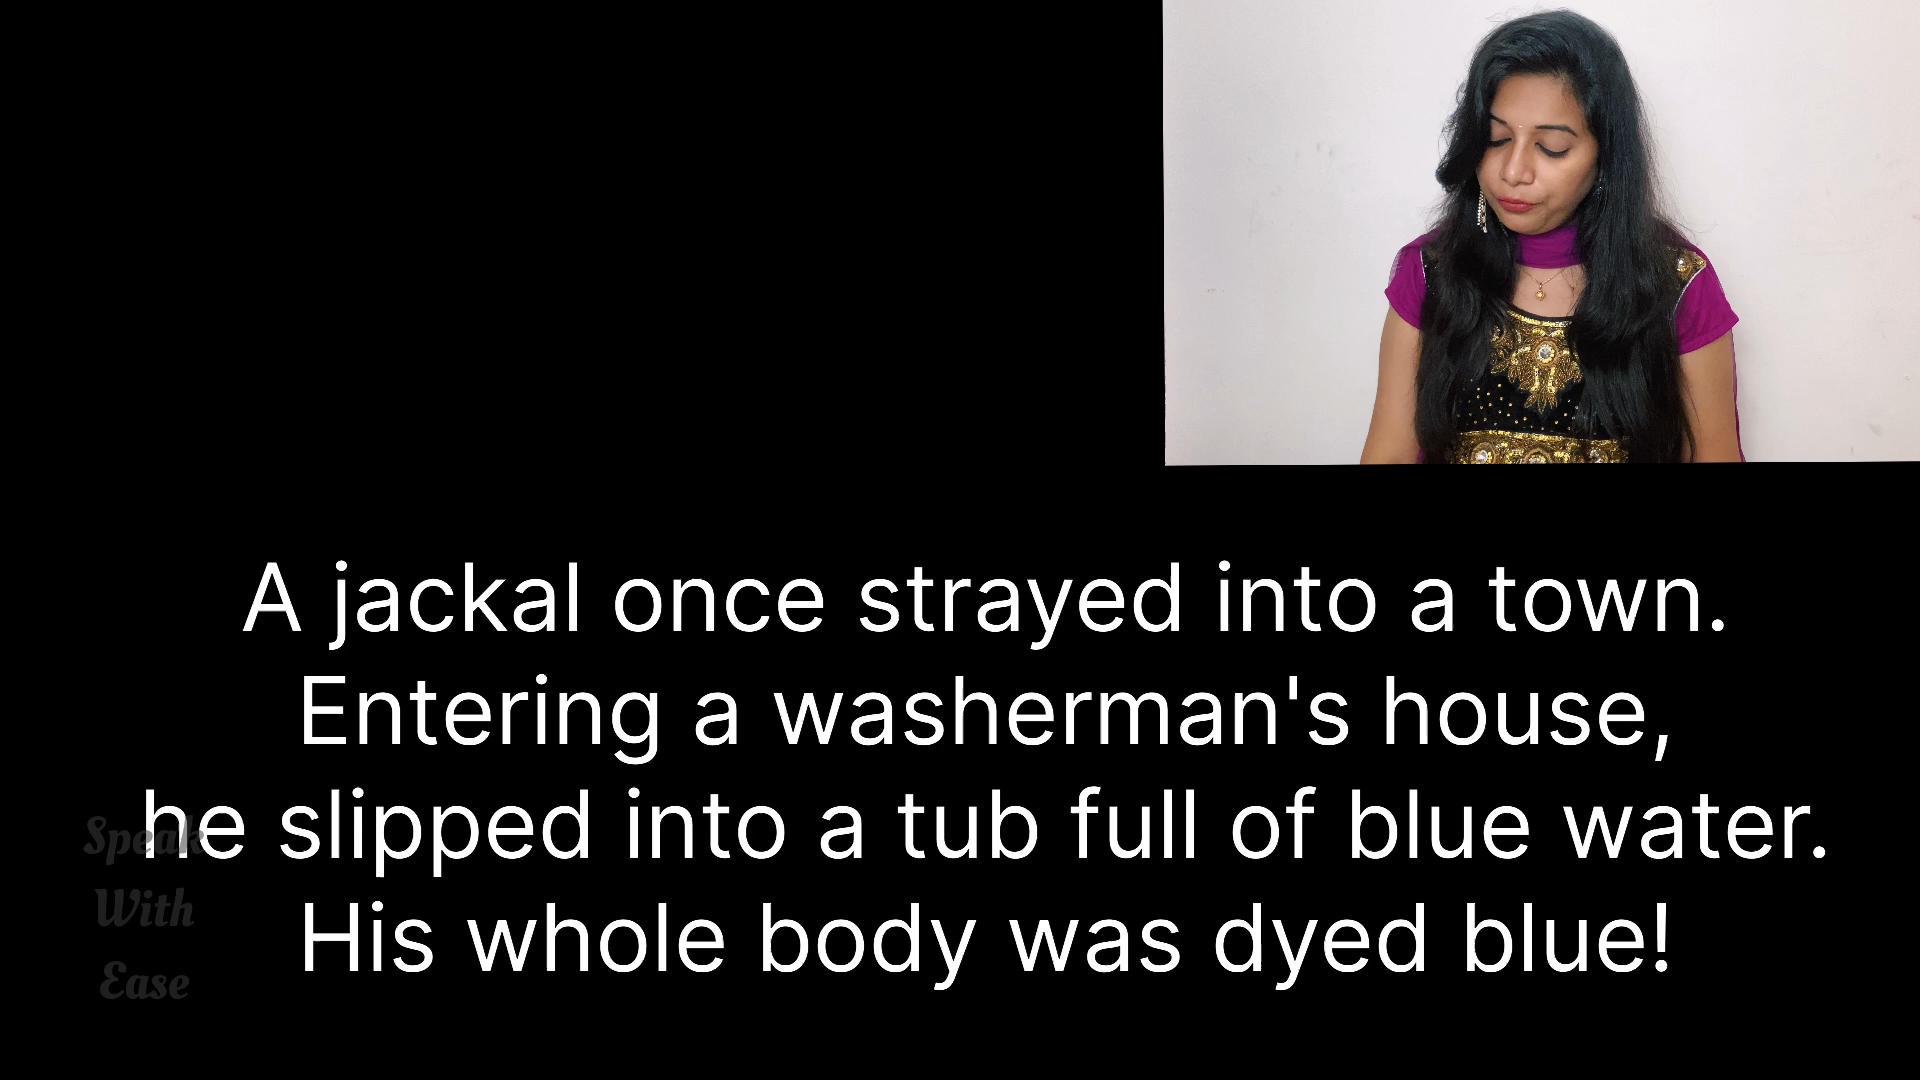 A jackal once strayed into a town.
Entering a washerman's house,
he slipped into a tub full of blue water.
His whole body was dyed blue!
Speak
With
Ease